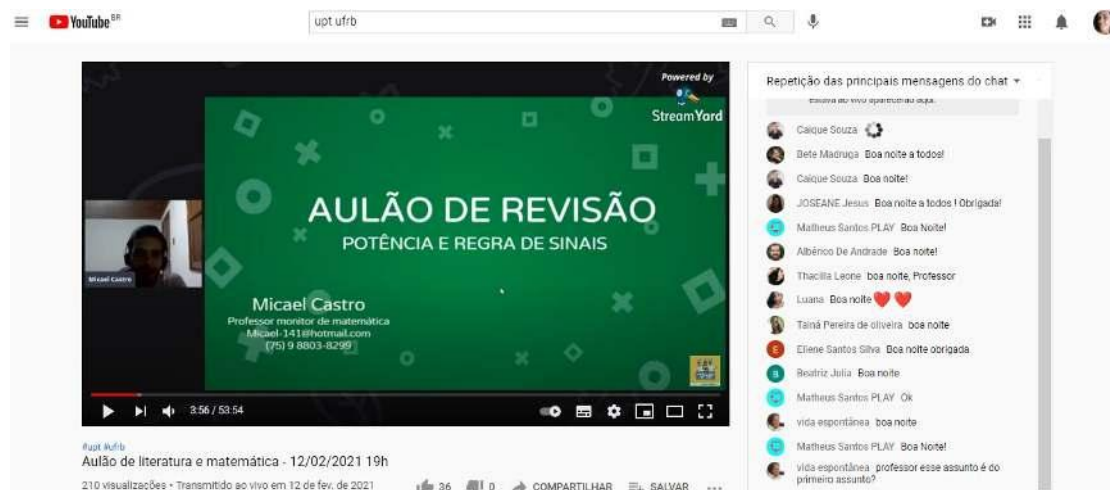 YouTube BR
upt ufrb
Powered by
StreamYard
AULÃO DE REVISÃO
POTÊNCIA E REGRA DE SINAIS
Micael Castro
Micael Castro
Professor monitor de matemática
Micael-141@hotmail.com
(75) 9 8803-8299
3:56 / 53:54
#upt #ufrb
Aulão de literatura e matemática - 12/02/2021 19h
210 visualizações • Transmitido ao vivo em 12 de fev. de 2021
36
0
COMPARTILHAR
SALVAR
Repetição das principais mensagens do chat
estava ao vivo aparecerão aqui.
Caique Souza
Bete Madruga Boa noite a todos!
Caique Souza Boa noite!
JOSEANE Jesus Boa noite a todos ! Obrigada!
Matheus Santos PLAY Boa Noite!
Albérico De Andrade Boa noite!
Thacilla Leone boa noite, Professor
Luana Boa noite ❤️❤️
Tainá Pereira de oliveira boa noite
E
Eliene Santos Silva Boa noite obrigada
B
Beatriz Julia Boa noite
Matheus Santos PLAY Ok
vida espontânea boa noite
Matheus Santos PLAY Boa Noite!
vida espontânea professor esse assunto é do
primeiro assunto?